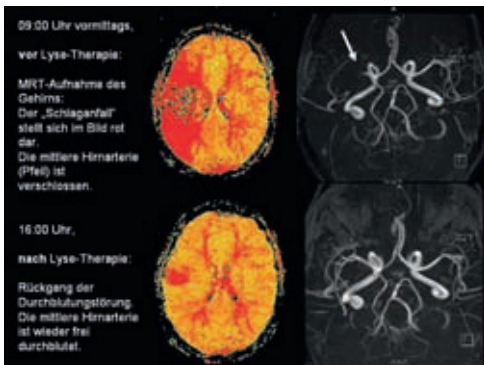 09:00 Uhr vormittags,
vor Lyse-Therapie:
MRT-Aufnahme des
Gehirns:
Der „Schlaganfall"
stellt sich im Bild rot
dar.
Die mittlere Hirnarterie
(Pfeil) ist
verschlossen.
16:00 Uhr,
nach Lyse-Therapie:
Rückgang der
Durchblutungstörung.
Die mittlere Hirnarterie
ist wieder frei
durchblutet.